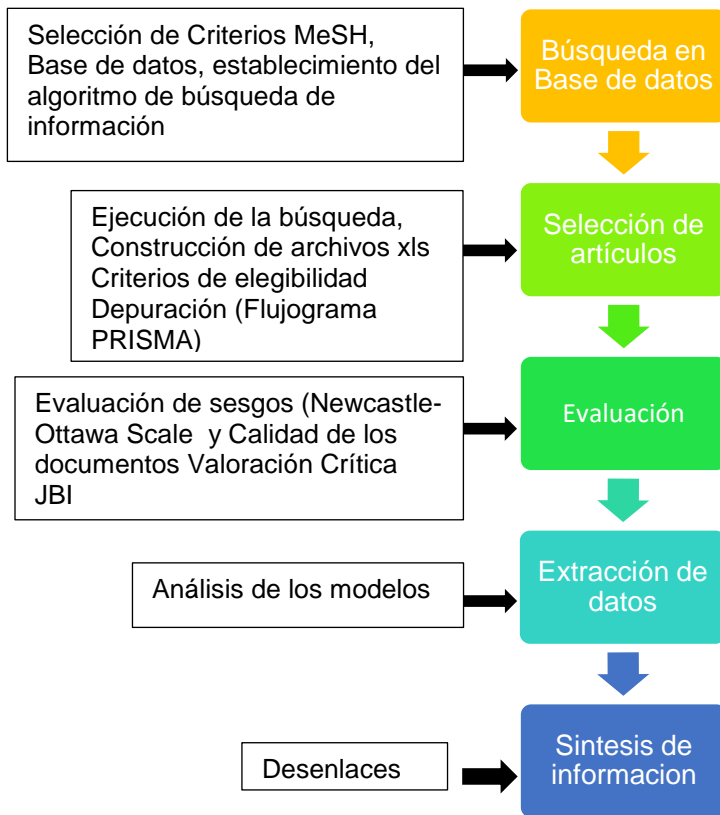 Selección de Criterios MeSH,
Base de datos, establecimiento del
algoritmo de búsqueda de
información
Búsqueda en
Base de datos
Ejecución de la búsqueda,
Construcción de archivos xls
Criterios de elegibilidad
Depuración (Flujograma
PRISMA)
Selección de
artículos
Evaluación de sesgos (Newcastle-
Ottawa Scale y Calidad de los
documentos Valoración Crítica
JBI
Evaluación
Análisis de los modelos
Extracción de
datos
Desenlaces
Sintesis de
informacion